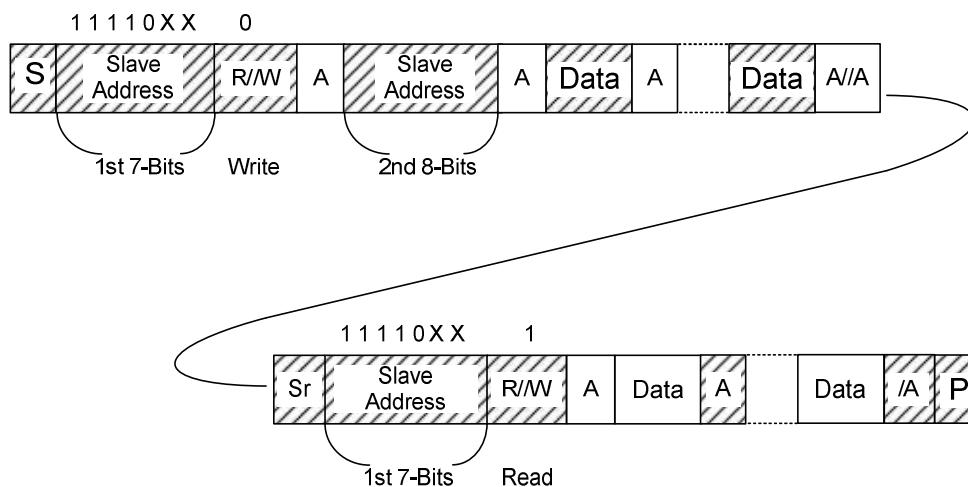 1 1 1 1 0 X X 0
S Slave Address R//W A Slave Address A Data A Data A//A
1st 7-Bits Write 2nd 8-Bits
1 1 1 1 0 X X 1
Sr Slave Address R//W A Data A Data /A P
1st 7-Bits Read